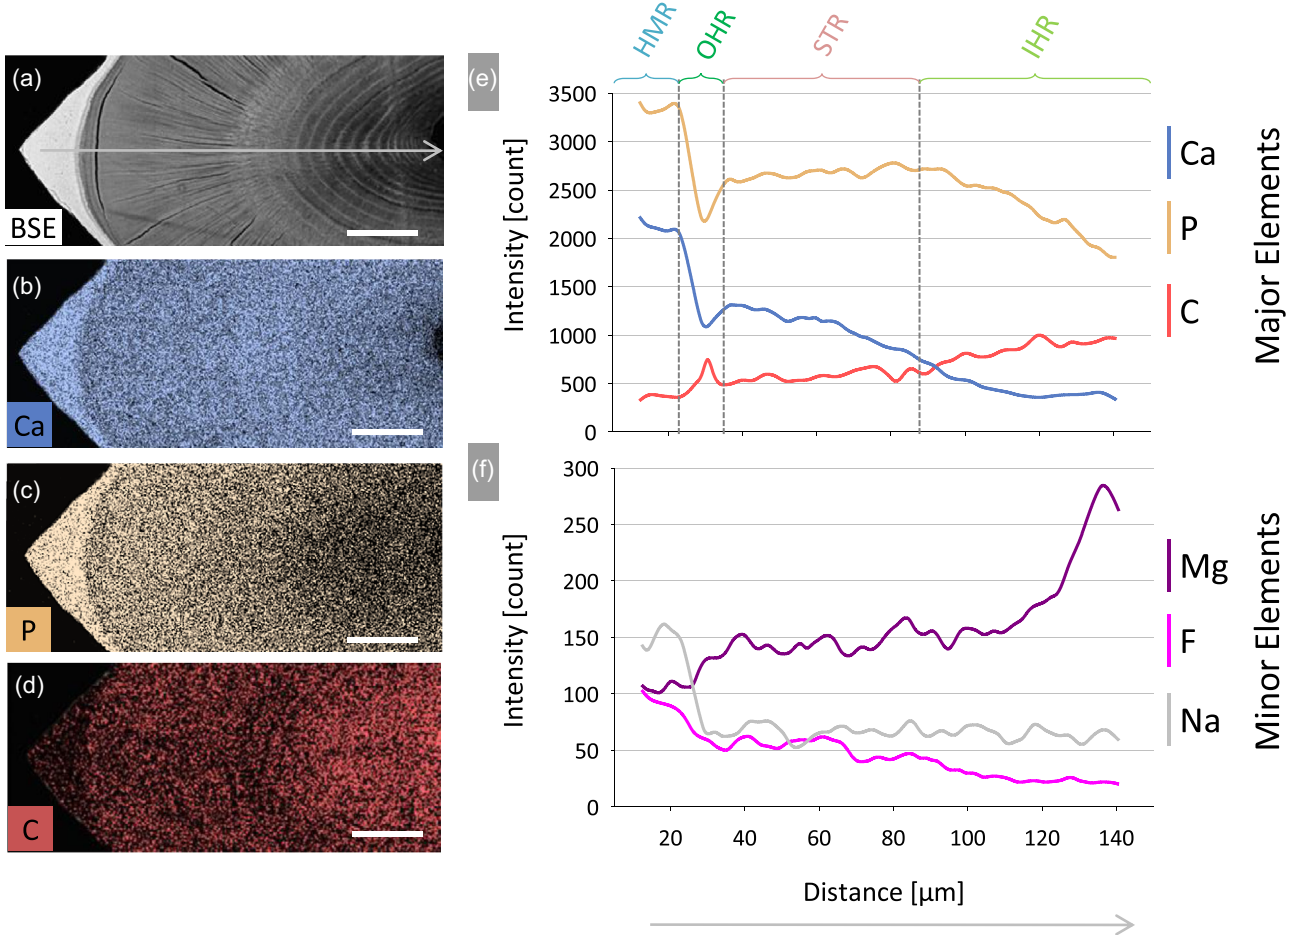 (a)
BSE
(b)
Ca
(c)
P
(d)
C
(e)
HMR
OHR
STR
IHR
3500
3000
2500
2000
1500
1000
500
0
Intensity [count]
Ca
P
C
Major Elements
(f)
300
250
200
150
100
50
0
Intensity [count]
20 40 60 80 100 120 140
Distance [µm]
Mg
F
Na
Minor Elements